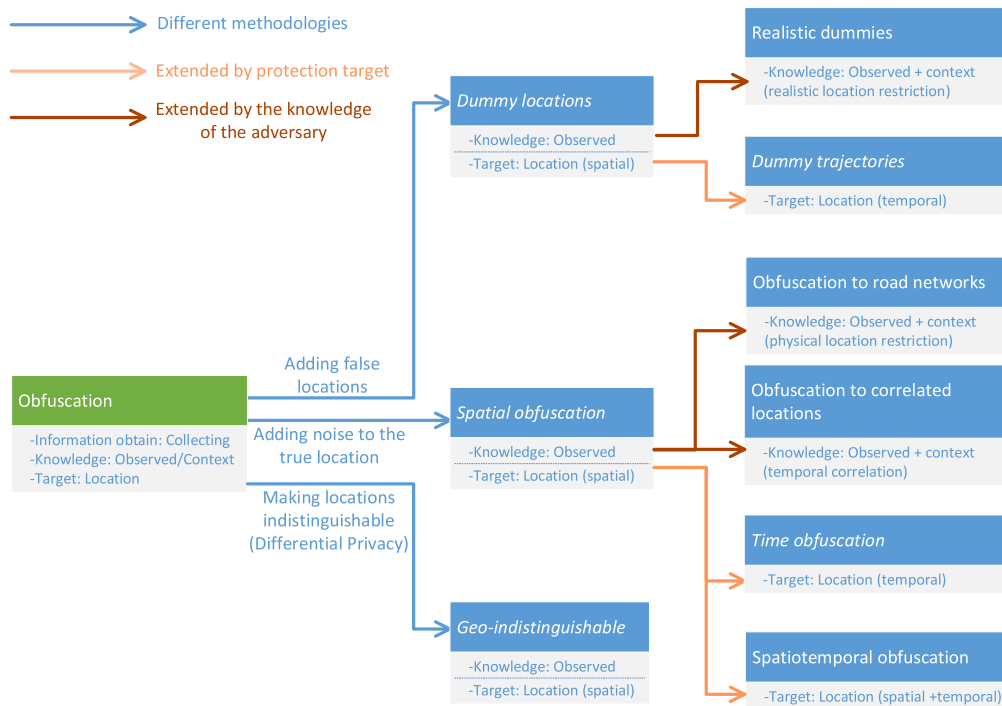 Different methodologies
Extended by protection target
Extended by the knowledge
of the adversary
Dummy locations
-Knowledge: Observed
-Target: Location (spatial)
Realistic dummies
-Knowledge: Observed + context
(realistic location restriction)
Dummy trajectories
-Target: Location (temporal)
Obfuscation to road networks
-Knowledge: Observed + context
(physical location restriction)
Obfuscation to correlated
locations
-Knowledge: Observed + context
(temporal correlation)
Adding false
locations
Obfuscation
-Information obtain: Collecting
-Knowledge: Observed/Context
-Target: Location
Adding noise to the
true location
Making locations
indistinguishable
(Differential Privacy)
Spatial obfuscation
-Knowledge: Observed
-Target: Location (spatial)
Time obfuscation
-Target: Location (temporal)
Geo-indistinguishable
-Knowledge: Observed
-Target: Location (spatial)
Spatiotemporal obfuscation
-Target: Location (spatial +temporal)